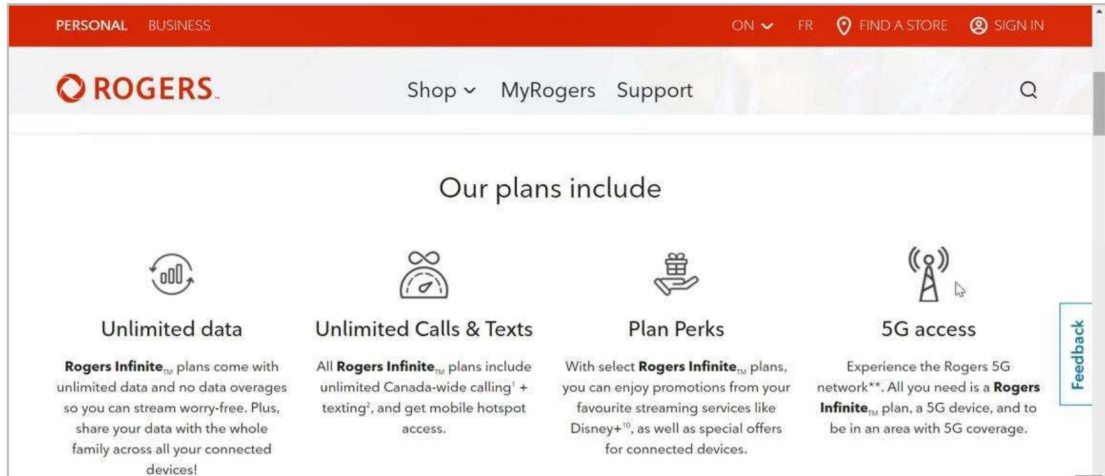 PERSONAL BUSINESS ON FR FIND A STORE SIGN IN
ROGERS™ Shop MyRogers Support
Our plans include
Unlimited data
Rogers Infinite™ plans come with
unlimited data and no data overages
so you can stream worry-free. Plus,
share your data with the whole
family across all your connected
devices!
Unlimited Calls & Texts
All Rogers Infinite™ plans include
unlimited Canada-wide calling¹ +
texting², and get mobile hotspot
access.
Plan Perks
With select Rogers Infinite™ plans,
you can enjoy promotions from your
favourite streaming services like
Disney+¹⁰, as well as special offers
for connected devices.
5G access
Experience the Rogers 5G
network**. All you need is a Rogers
Infinite™ plan, a 5G device, and to
be in an area with 5G coverage.
Feedback